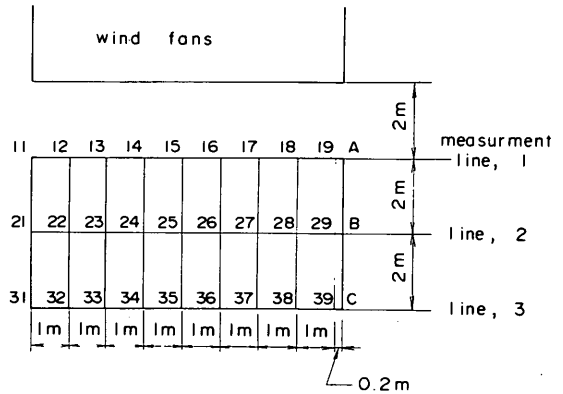 wind fans
2m
11 12 13 14 15 16 17 18 19 A
measurment
line, 1
2m
21 22 23 24 25 26 27 28 29 B
line, 2
2m
31 32 33 34 35 36 37 38 39 C
line, 3
1m 1m 1m 1m 1m 1m 1m 1m
0.2m